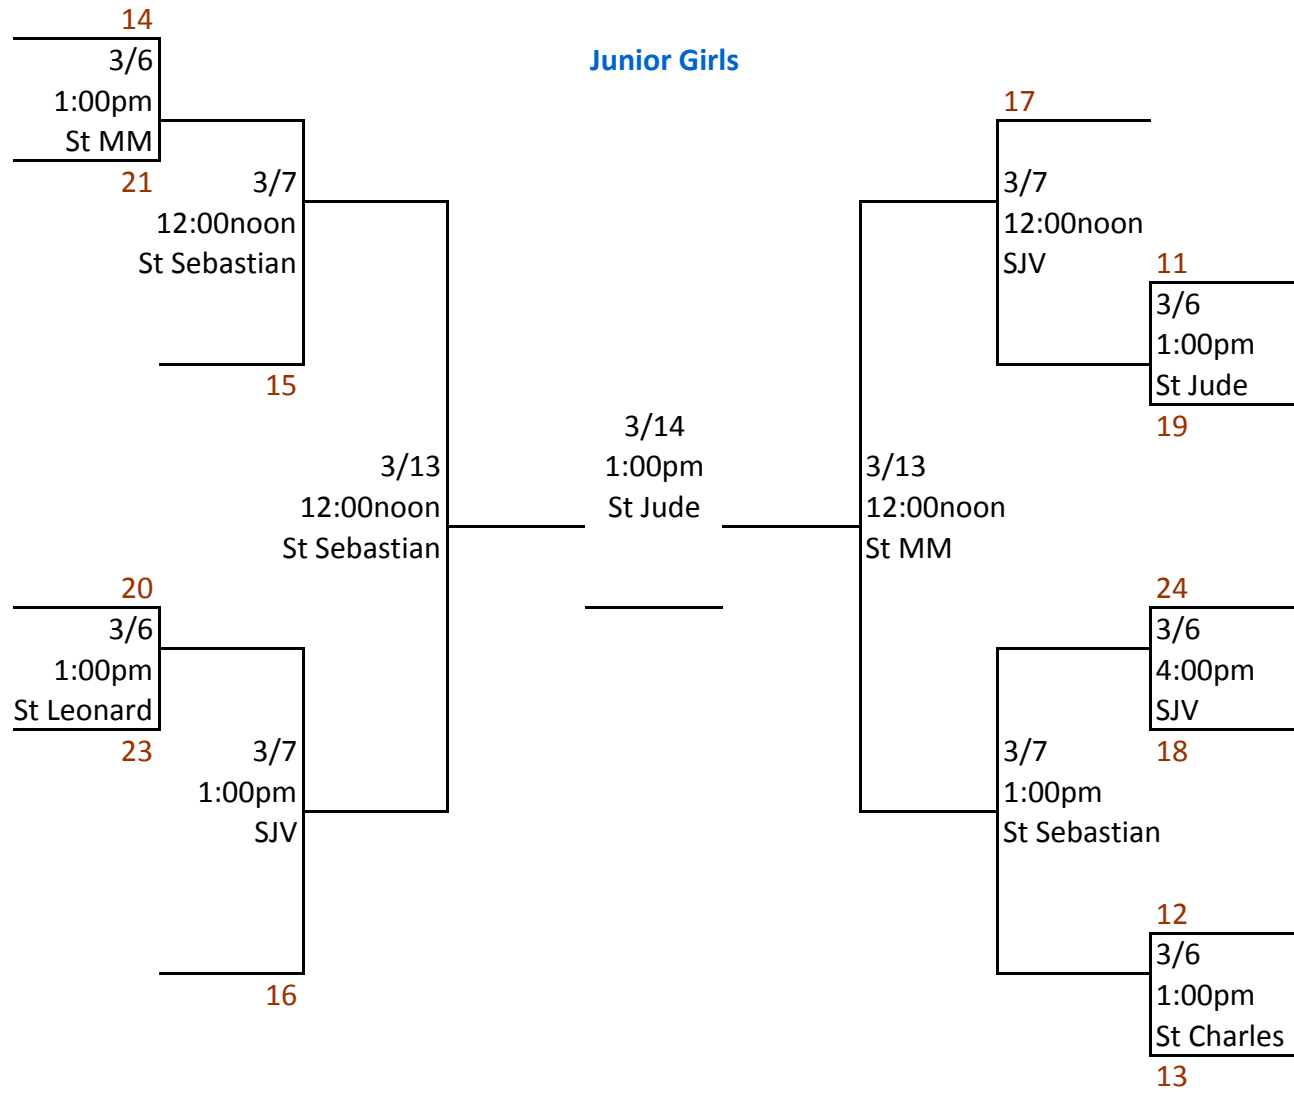 Junior Girls
14
3/6
1:00pm
St MM
21
3/7
12:00noon
St Sebastian
15
3/13
12:00noon
St Sebastian
20
3/6
1:00pm
St Leonard
23
3/7
1:00pm
SJV
16
3/14
1:00pm
St Jude
17
3/7
12:00noon
SJV
11
3/6
1:00pm
St Jude
19
3/13
12:00noon
St MM
24
3/6
4:00pm
SJV
18
3/7
1:00pm
St Sebastian
12
3/6
1:00pm
St Charles
13